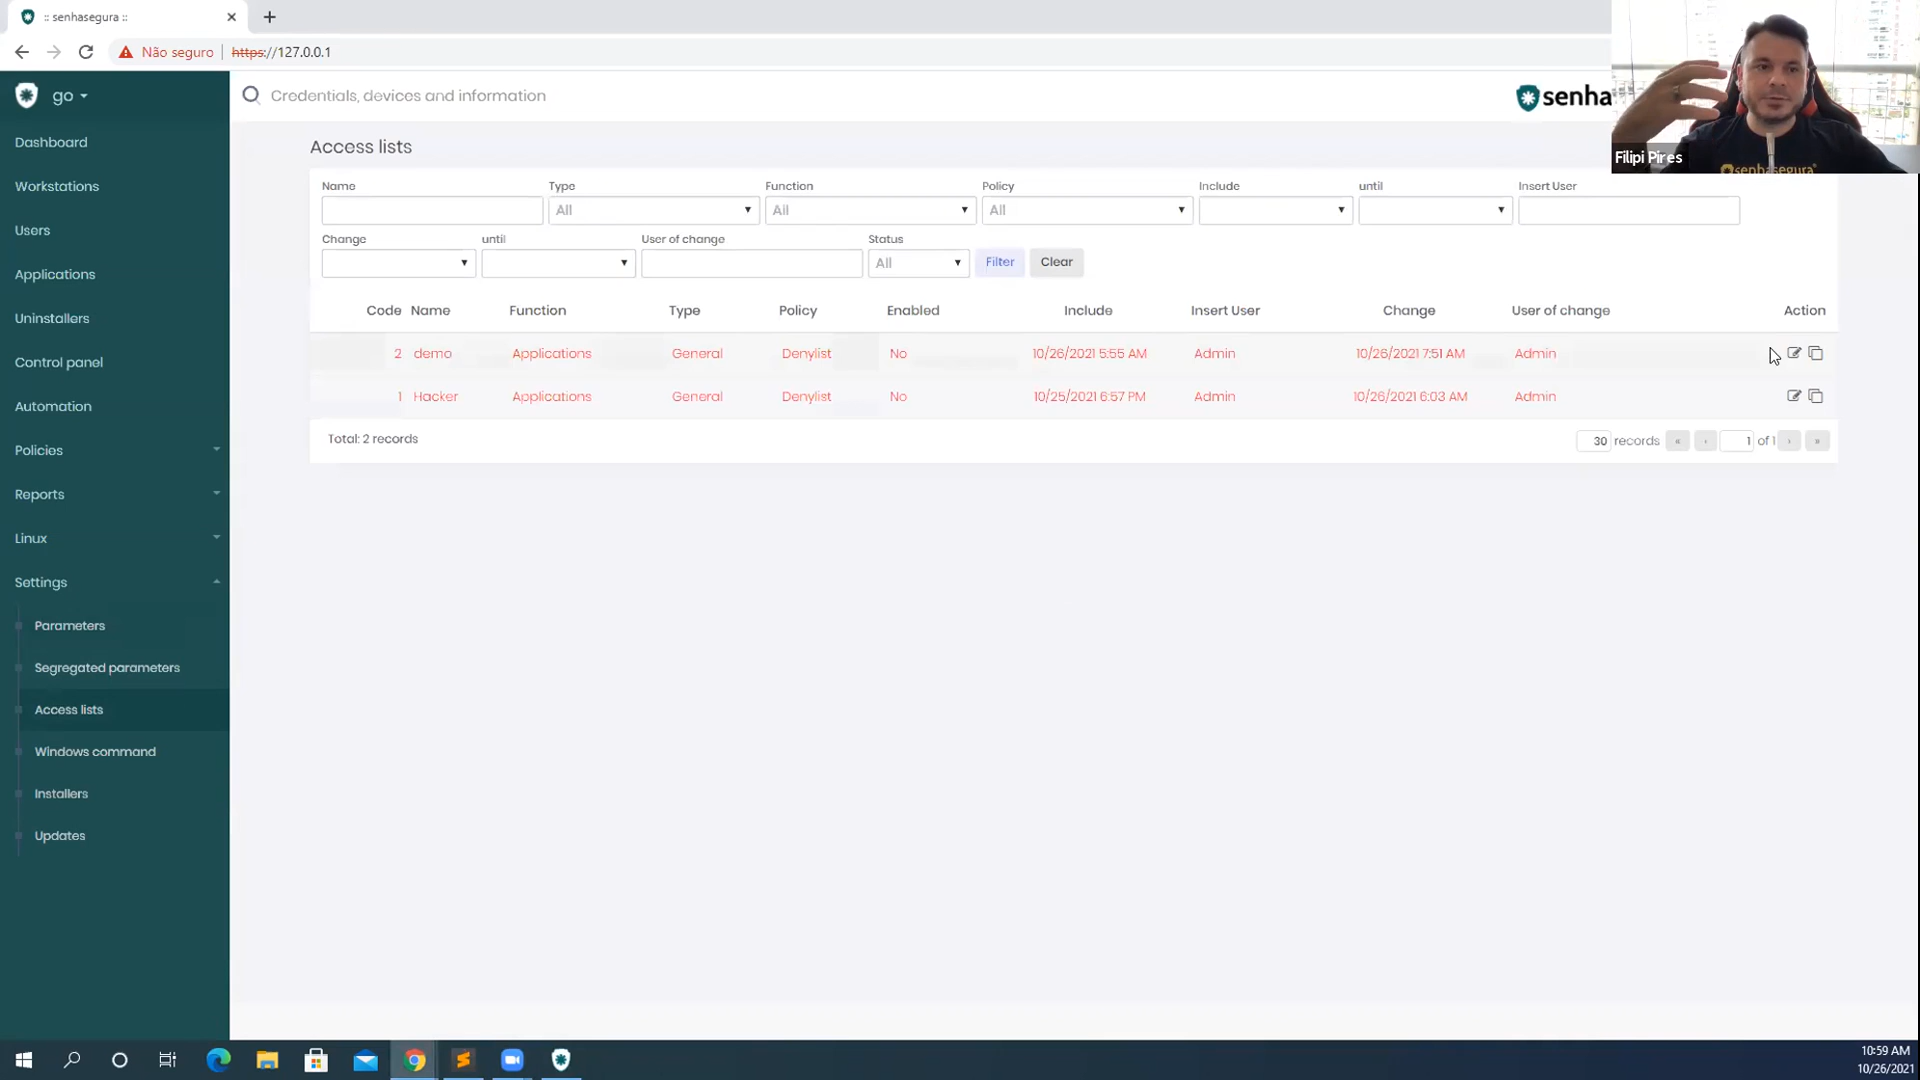 :: senhasegura ::
Não seguro
https://127.0.0.1
go
Credentials, devices and information
senha
Filipi Pires
senhasegura
Dashboard
Workstations
Users
Applications
Uninstallers
Control panel
Automation
Policies
Reports
Linux
Settings
Parameters
Segregated parameters
Access lists
Windows command
Installers
Updates
Access lists
Name Type Function Policy Include until Insert User
All All All
Change until User of change Status
All Filter Clear
Code Name Function Type Policy Enabled Include Insert User Change User of change Action
2 demo Applications General Denylist No 10/26/2021 5:55 AM Admin 10/26/2021 7:51 AM Admin
1 Hacker Applications General Denylist No 10/25/2021 6:57 PM Admin 10/26/2021 6:03 AM Admin
Total: 2 records
30 records « ‹ 1 of 1 › »
10:59 AM
10/26/2021